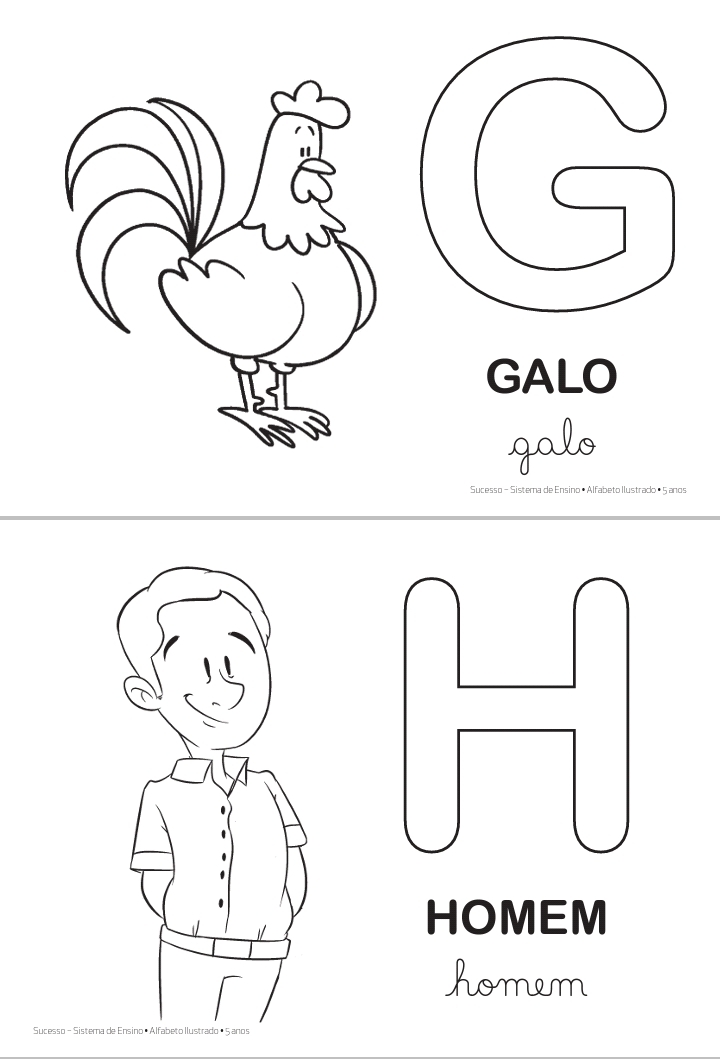 G
GALO
galo
Sucesso – Sistema de Ensino • Alfabeto Ilustrado • 5 anos
H
HOMEM
homem
Sucesso – Sistema de Ensino • Alfabeto Ilustrado • 5 anos